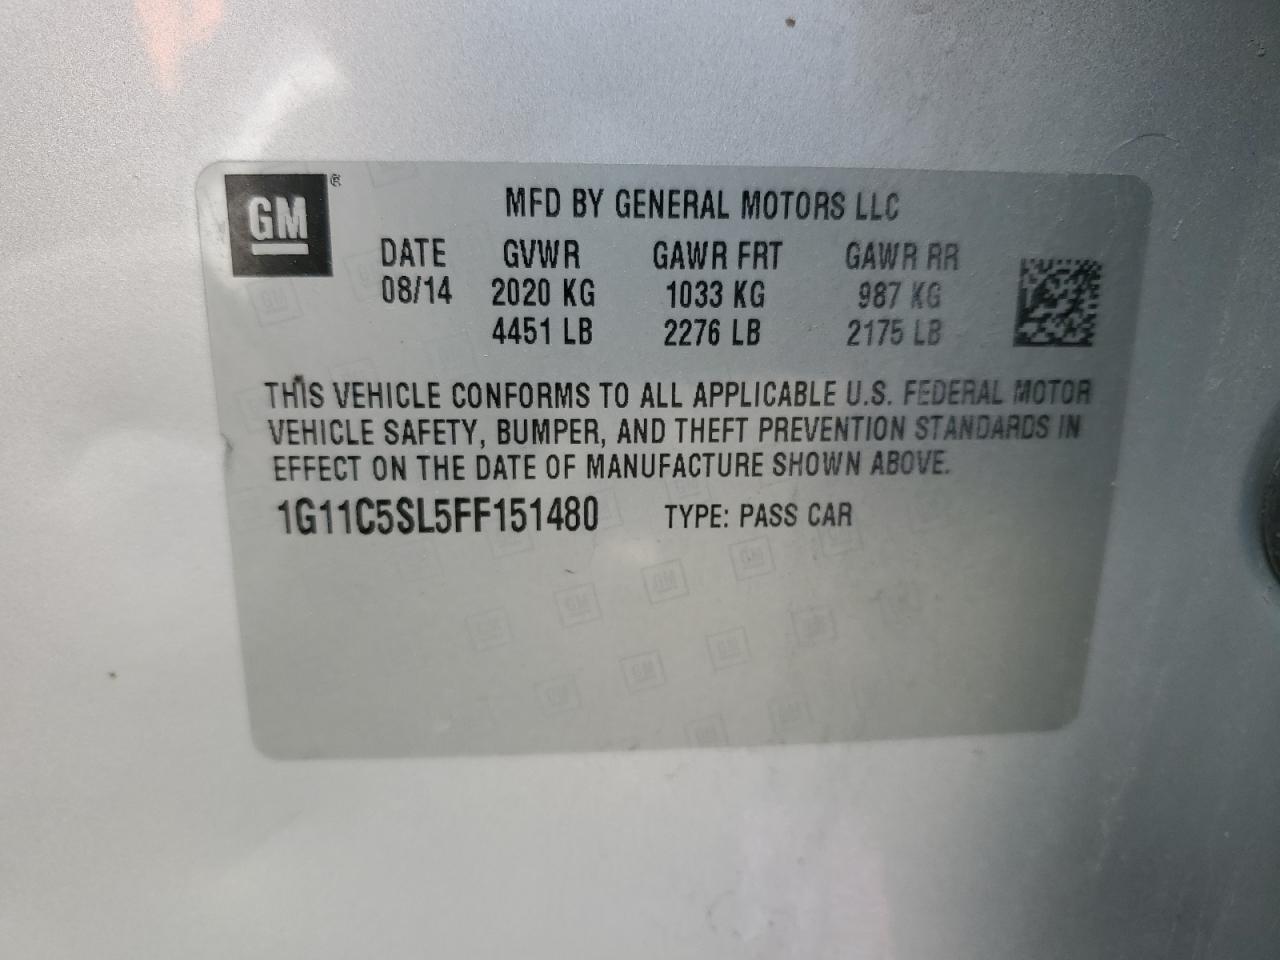 GM ®
MFD BY GENERAL MOTORS LLC
DATE GVWR GAWR FRT GAWR RR
08/14 2020 KG 1033 KG 987 KG
4451 LB 2276 LB 2175 LB
THIS VEHICLE CONFORMS TO ALL APPLICABLE U.S. FEDERAL MOTOR
VEHICLE SAFETY, BUMPER, AND THEFT PREVENTION STANDARDS IN
EFFECT ON THE DATE OF MANUFACTURE SHOWN ABOVE.
1G11C5SL5FF151480 TYPE: PASS CAR